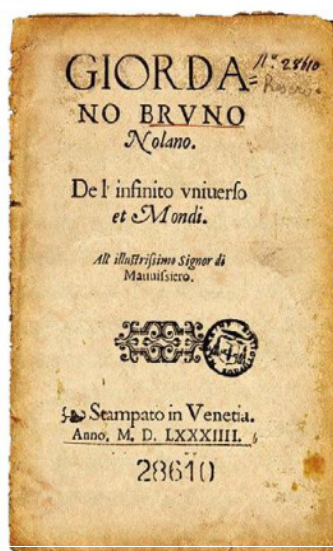 GIORDA=
NO BRVNO
Nolano.
De l' infinito vniuerso
et Mondi.
All' illustrissimo Signor di
Mauuissiero.
Stampato in Venetia.
Anno. M. D. LXXXIIII.
28610
N.º 28610